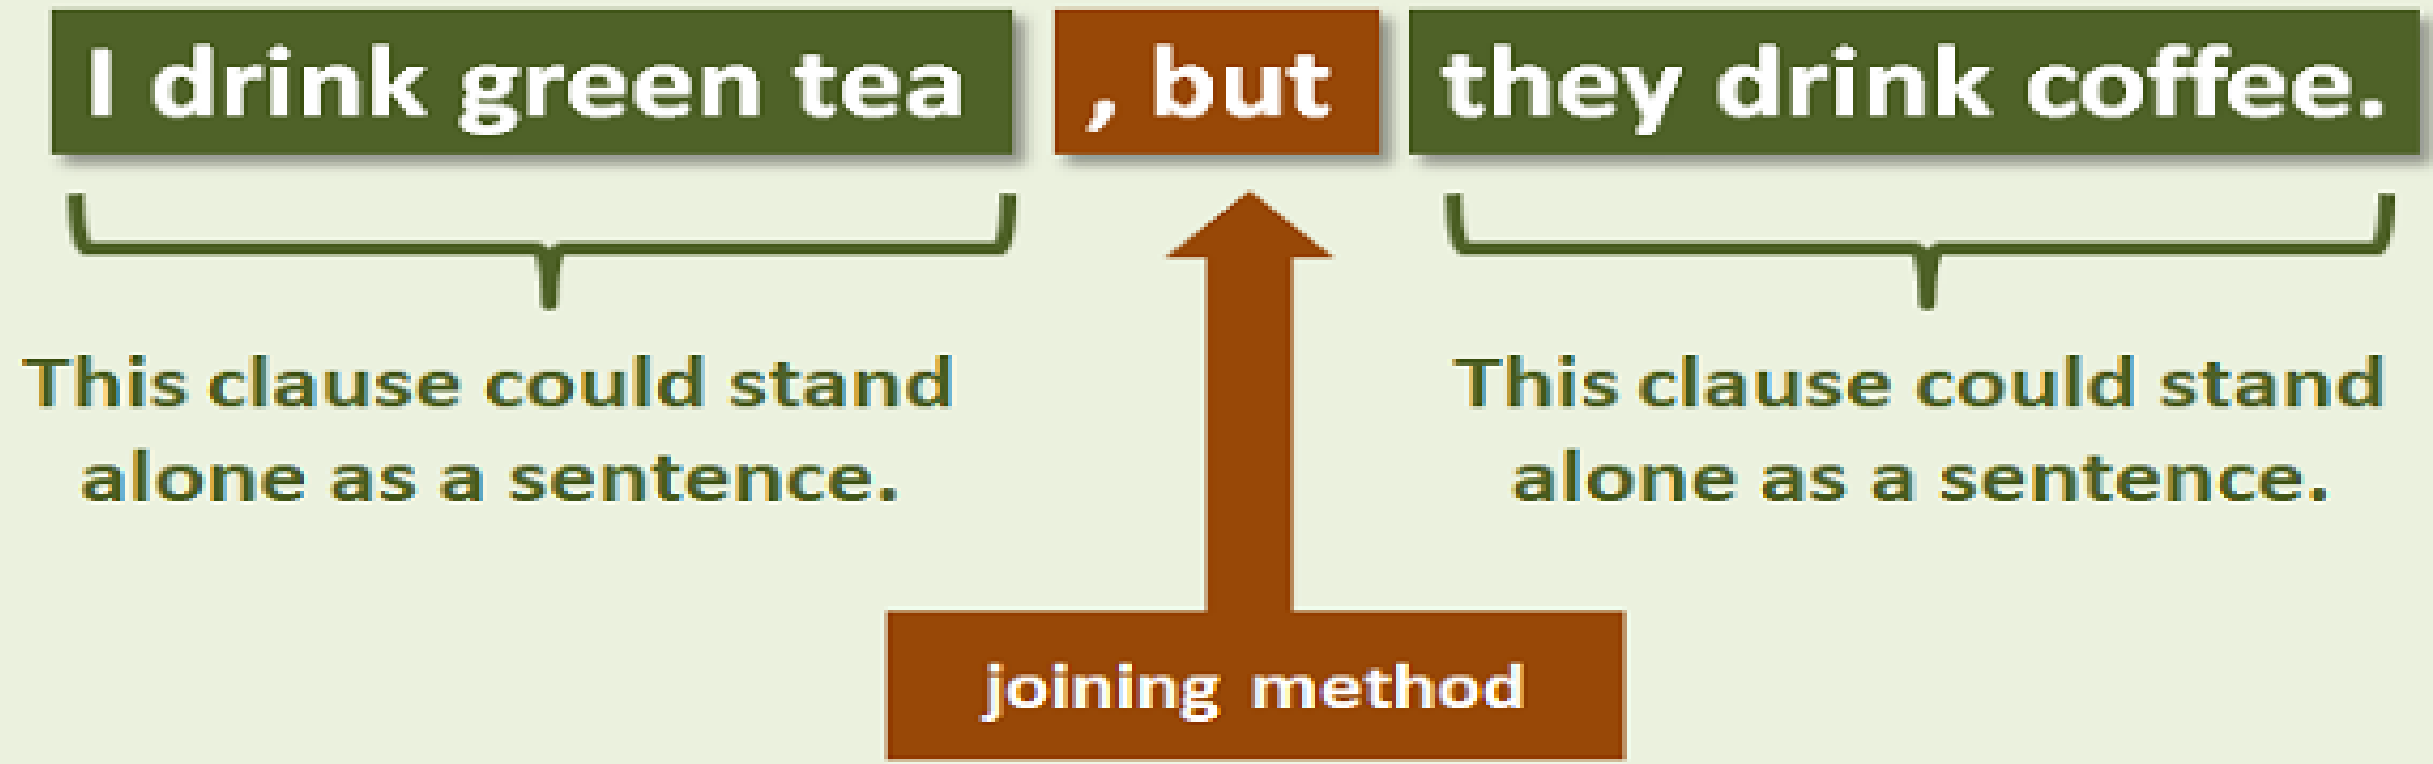 I drink green tea , but they drink coffee.
This clause could stand
alone as a sentence.
This clause could stand
alone as a sentence.
joining method